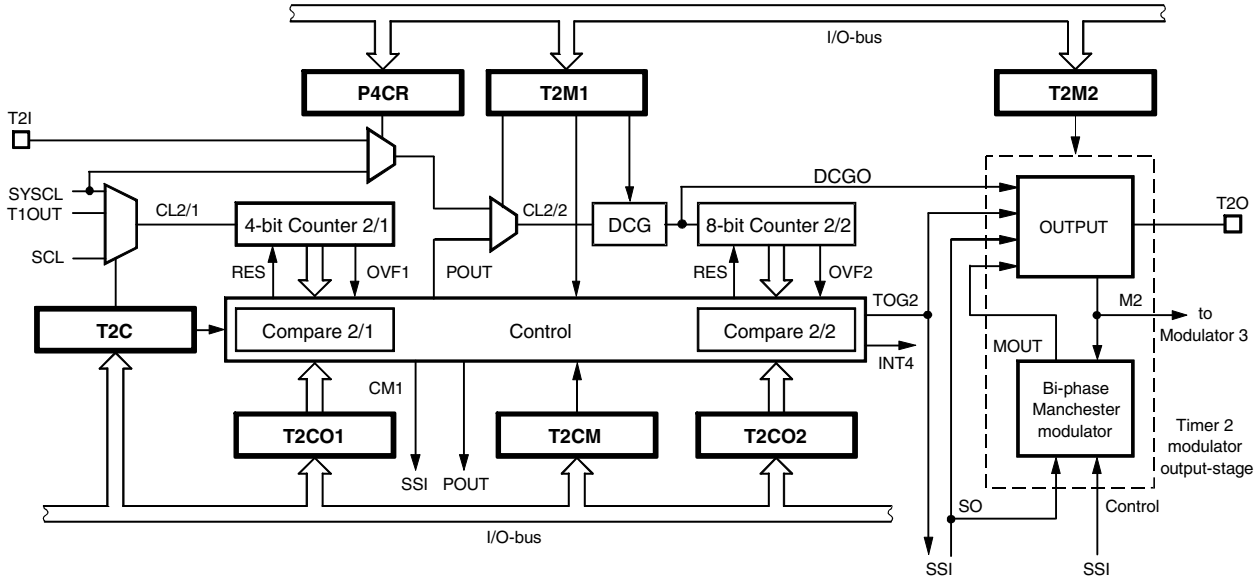 I/O-bus
P4CR
T2M1
T2M2
T2I
SYSCL
T1OUT
SCL
CL2/1
4-bit Counter 2/1
CL2/2
DCG
8-bit Counter 2/2
DCGO
OUTPUT
T2O
RES
OVF1
POUT
RES
OVF2
TOG2
M2
to
Modulator 3
T2C
Compare 2/1
Control
Compare 2/2
INT4
MOUT
CM1
Bi-phase
Manchester
modulator
Timer 2
modulator
output-stage
T2CO1
T2CM
T2CO2
SSI
POUT
SO
Control
I/O-bus
SSI
SSI